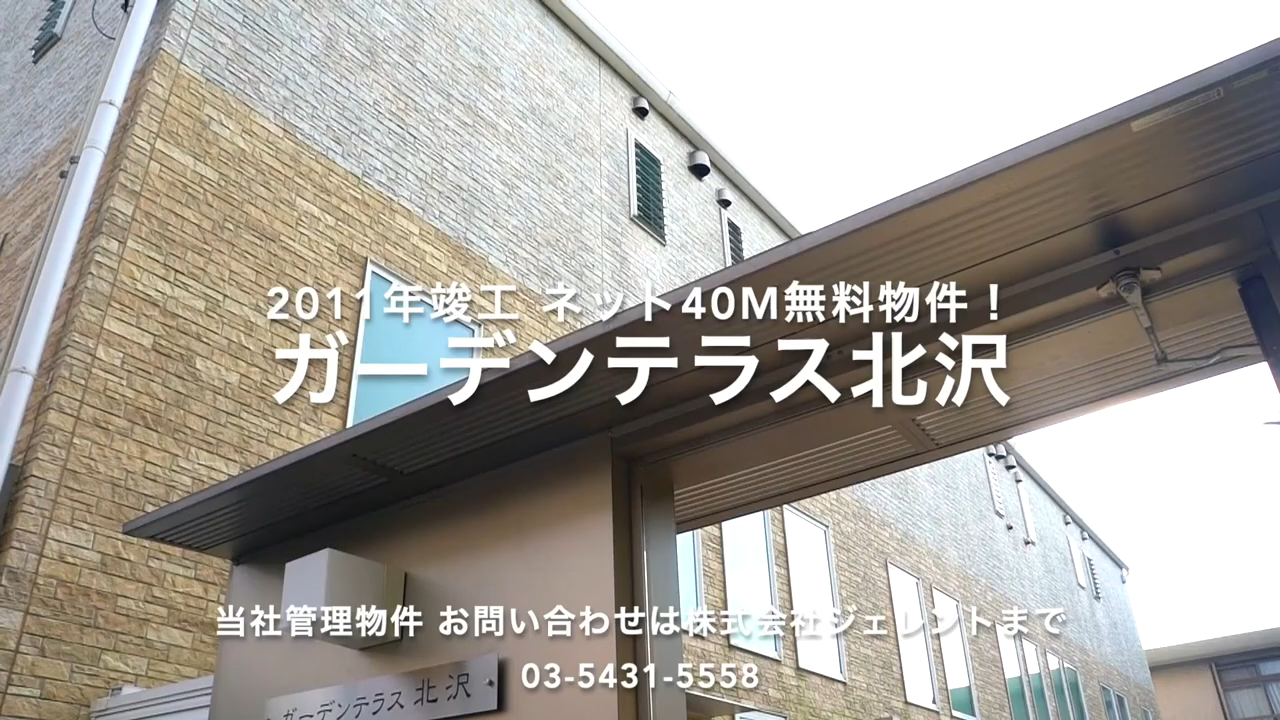 2011年竣工 ネット40M無料物件！
ガーデンテラス北沢
当社管理物件 お問い合わせは株式会社ジェレントまで
03-5431-5558
ガーデンテラス 北沢